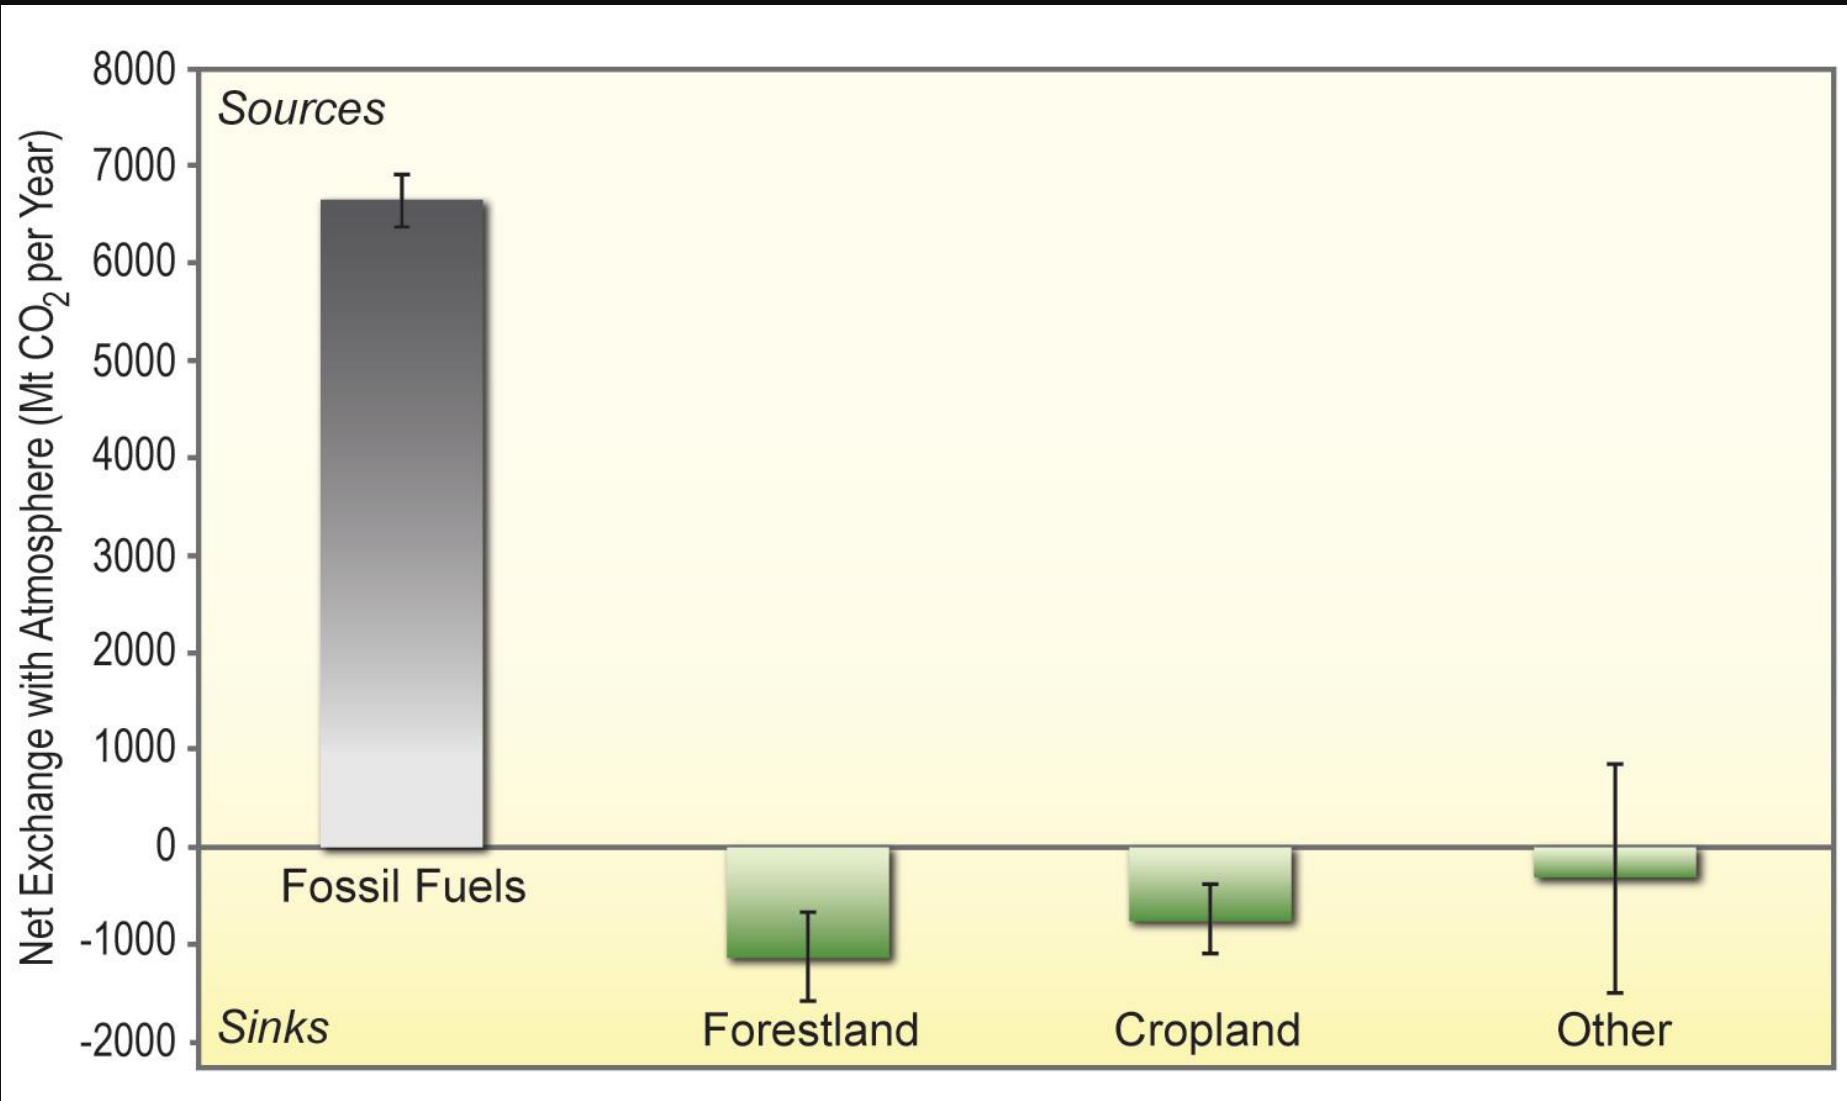 Net Exchange with Atmosphere (Mt CO₂ per Year)
8000
7000
6000
5000
4000
3000
2000
1000
0
-1000
-2000
Sources
Fossil Fuels
Sinks
Forestland
Cropland
Other